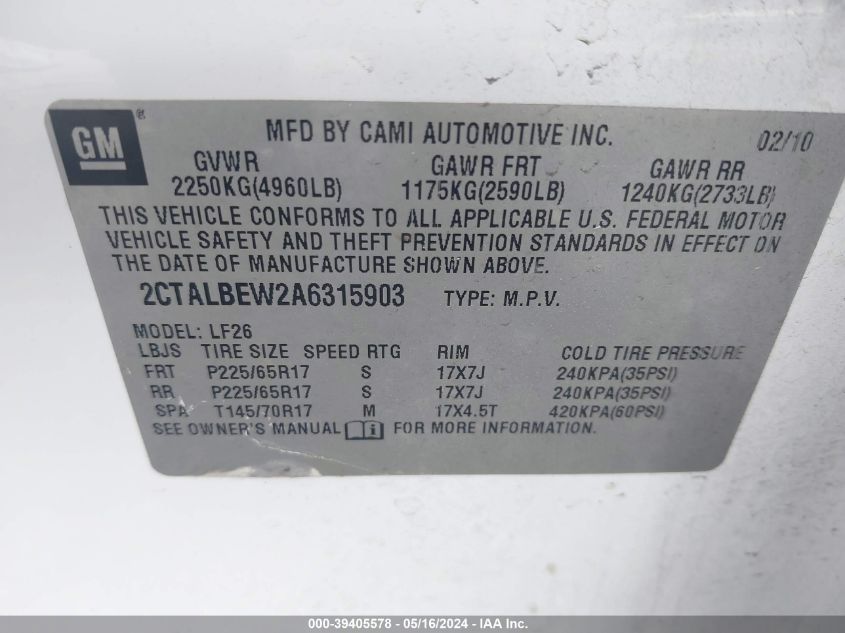 GM ® MFD BY CAMI AUTOMOTIVE INC. 02/10
GVWR GAWR FRT GAWR RR
2250KG(4960LB) 1175KG(2590LB) 1240KG(2733LB)
THIS VEHICLE CONFORMS TO ALL APPLICABLE U.S. FEDERAL MOTOR
VEHICLE SAFETY AND THEFT PREVENTION STANDARDS IN EFFECT ON
THE DATE OF MANUFACTURE SHOWN ABOVE.
2CTALBEW2A6315903 TYPE: M.P.V.
MODEL: LF26
LBJS TIRE SIZE SPEED RTG RIM COLD TIRE PRESSURE
FRT P225/65R17 S 17X7J 240KPA(35PSI)
RR P225/65R17 S 17X7J 240KPA(35PSI)
SPA T145/70R17 M 17X4.5T 420KPA(60PSI)
SEE OWNER'S MANUAL i FOR MORE INFORMATION.
000-39405578 - 05/16/2024 - IAA Inc.